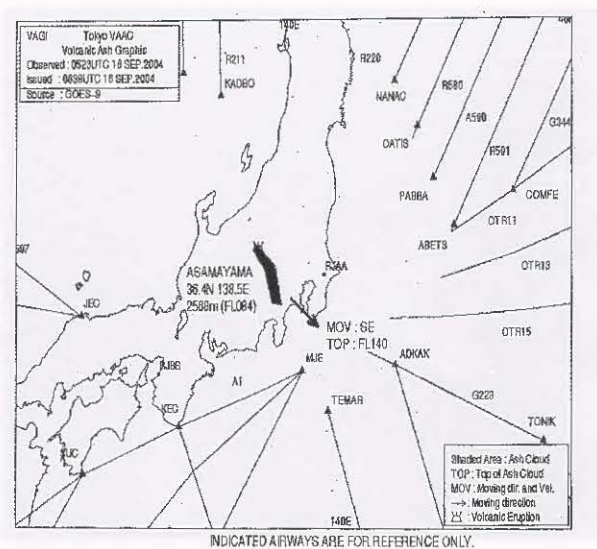 VAGI Tokyo VAAC
Volcanic Ash Graphic
Observed : 0523UTC 16 SEP.2004
Issued : 0838UTC 16 SEP.2004
Source : GOES-9
140E
R211
KADBO
R220
NANAC
R580
OATIS
A590
R591
G344
PABBA
COMFE
ABETS
OTR11
OTR13
OTR15
RJAA
ASAMAYAMA
36.4N 138.5E
2568m (FL084)
JEC
MOV : SE
TOP : FL140
RJBB
A1
MJE
ADKAK
KEC
TEMAR
G223
TONIK
Shaded Area : Ash Cloud
TOP : Top of Ash Cloud
MOV : Moving dir. and Vel.
→ : Moving direction
: Volcanic Eruption
140E
INDICATED AIRWAYS ARE FOR REFERENCE ONLY.